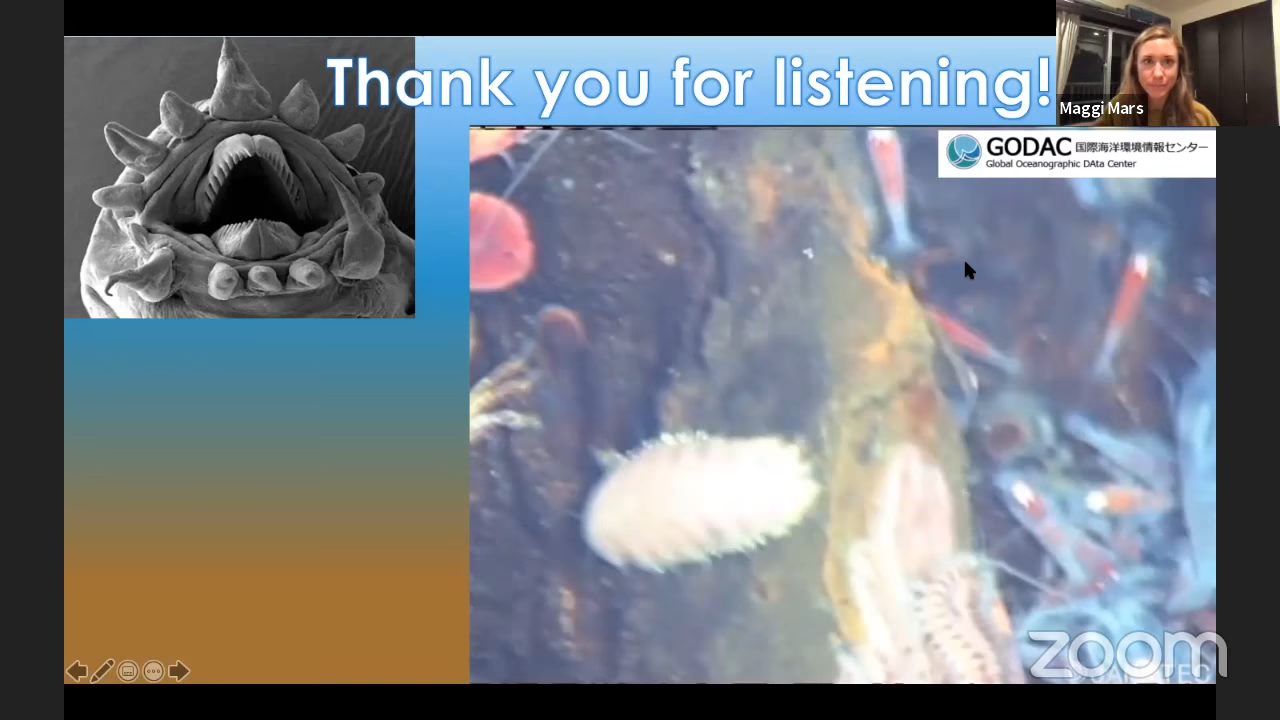 Thank you for listening!
Maggi Mars
GODAC 国際海洋環境情報センター
Global Oceanographic DAta Center
zoom